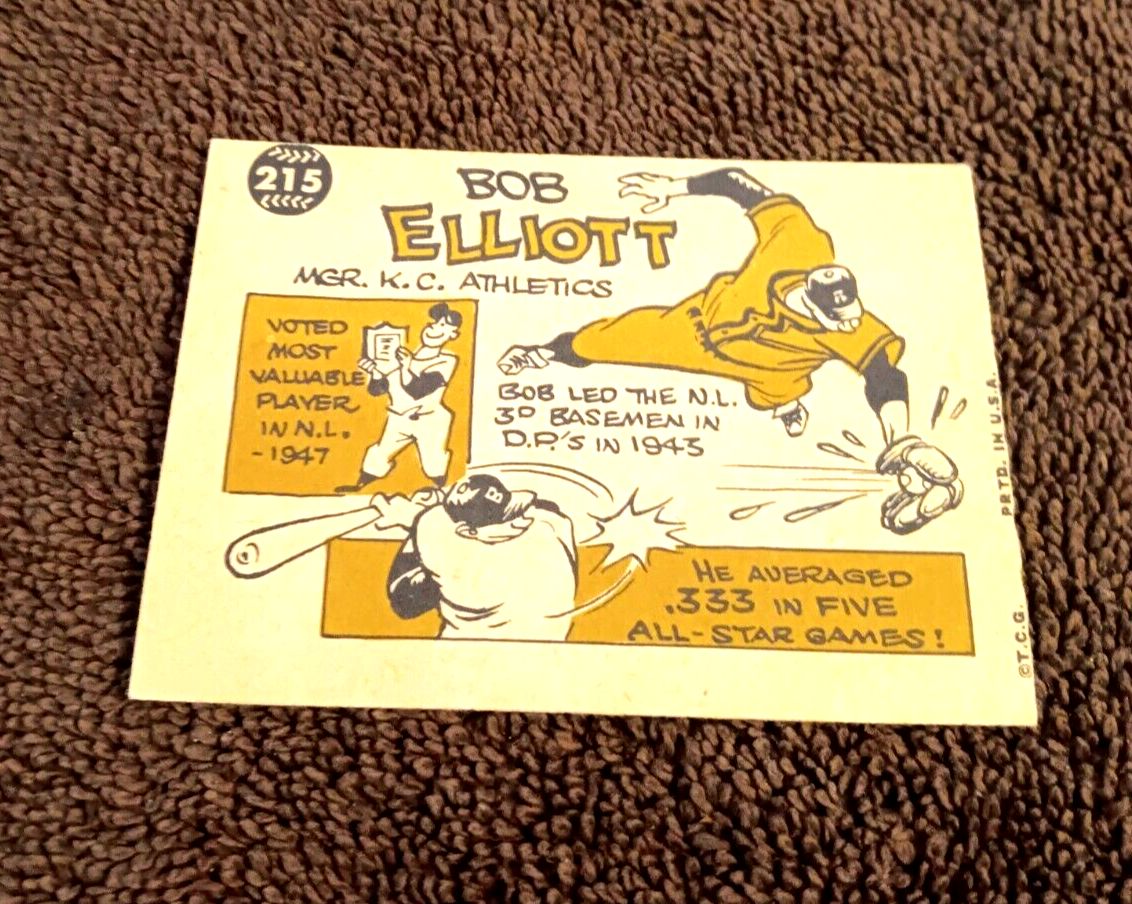 215
BOB
ELLIOTT
MGR. K.C. ATHLETICS
VOTED
MOST
VALUABLE
PLAYER
IN N.L.
-1947
BOB LED THE N.L.
3D BASEMEN IN
D.P.'S IN 1943
HE AVERAGED
.333 IN FIVE
ALL-STAR GAMES!
B
©T.C.G. PRTD. IN U.S.A.